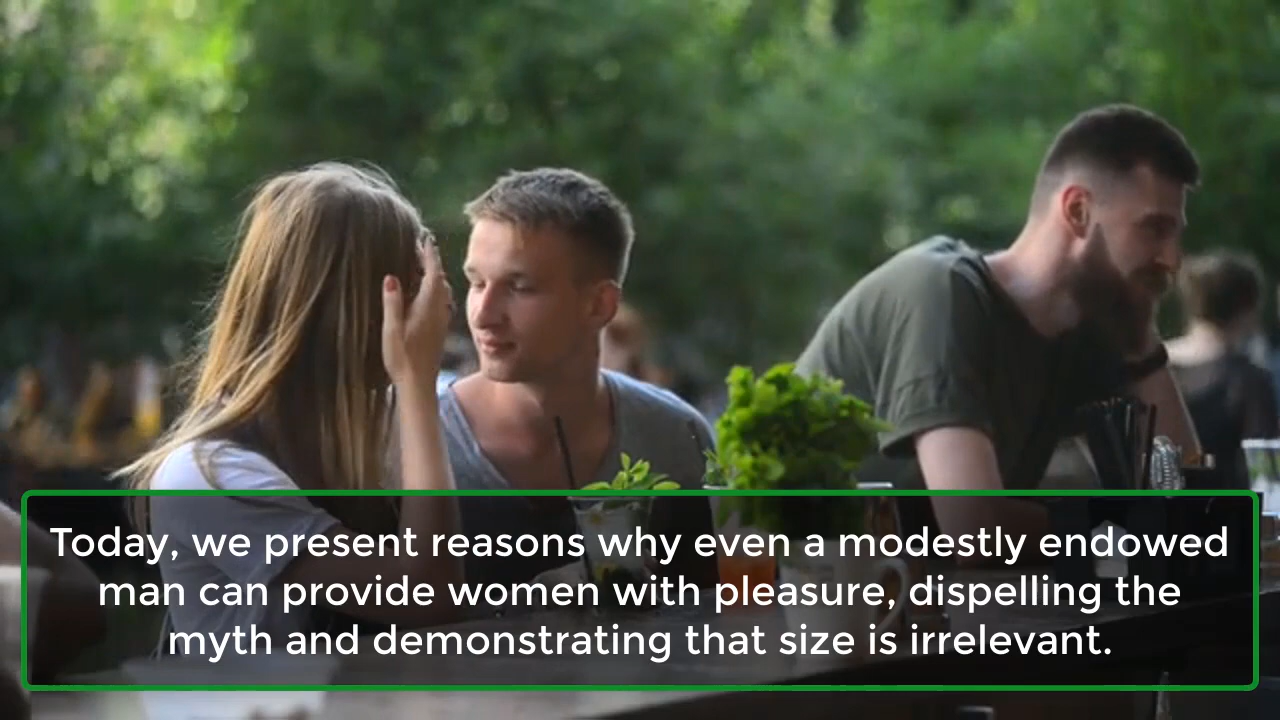 Today, we present reasons why even a modestly endowed
man can provide women with pleasure, dispelling the
myth and demonstrating that size is irrelevant.